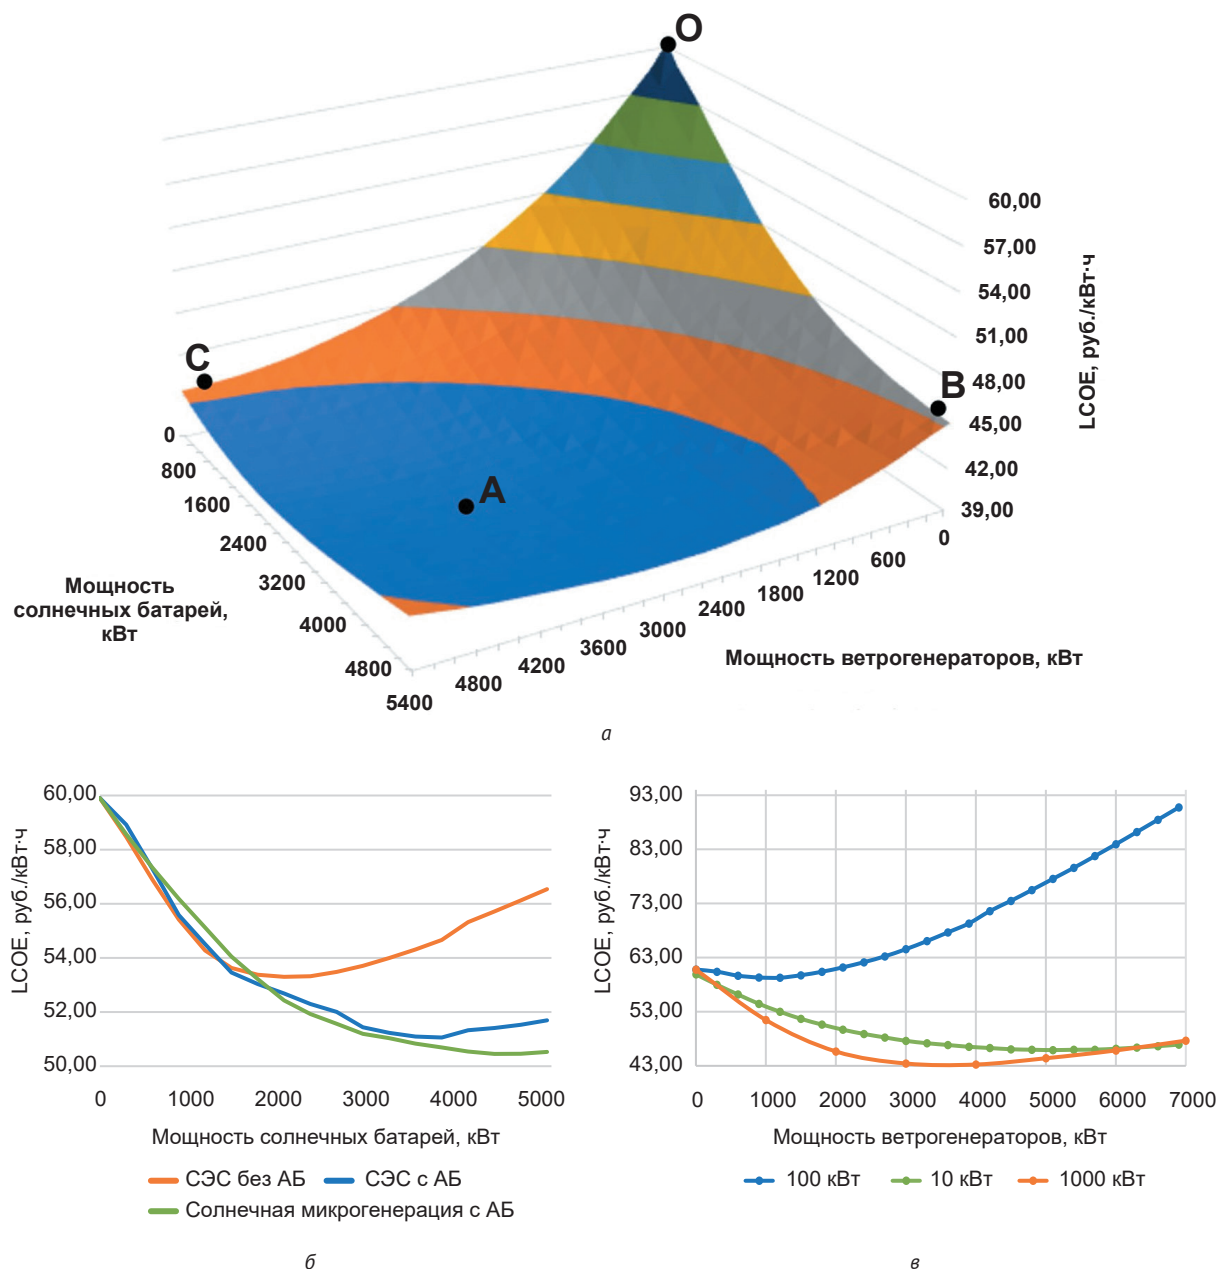 O
60,00
57,00
54,00
51,00
48,00
45,00
42,00
39,00
LCOE, руб./кВт·ч
C
B
A
0
800
1600
2400
3200
4000
4800
5400
Мощность
солнечных батарей,
кВт
0
600
1200
1800
2400
3000
3600
4200
4800
Мощность ветрогенераторов, кВт
а
60,00
58,00
56,00
54,00
52,00
50,00
LCOE, руб./кВт·ч
0 1000 2000 3000 4000 5000
Мощность солнечных батарей, кВт
СЭС без АБ СЭС с АБ
Солнечная микрогенерация с АБ
б
93,00
83,00
73,00
63,00
53,00
43,00
LCOE, руб./кВт·ч
0 1000 2000 3000 4000 5000 6000 7000
Мощность ветрогенераторов, кВт
100 кВт 10 кВт 1000 кВт
в